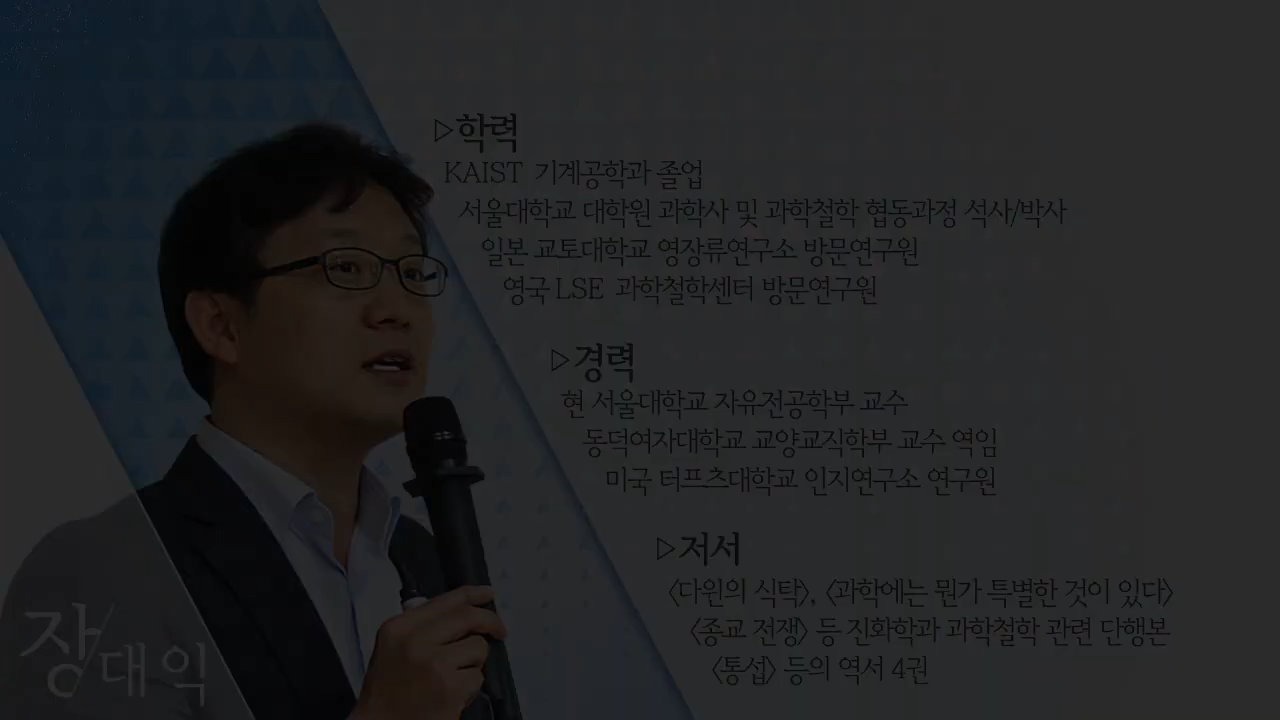 ▷학력
KAIST 기계공학과 졸업
서울대학교 대학원 과학사 및 과학철학 협동과정 석사/박사
일본 교토대학교 영장류연구소 방문연구원
영국 LSE 과학철학센터 방문연구원
▷경력
현 서울대학교 자유전공학부 교수
동덕여자대학교 교양교직학부 교수 역임
미국 터프츠대학교 인지연구소 연구원
▷저서
〈다윈의 식탁〉, 〈과학에는 뭔가 특별한 것이 있다〉
〈종교 전쟁〉 등 진화학과 과학철학 관련 단행본
〈통섭〉 등의 역서 4권
장대익